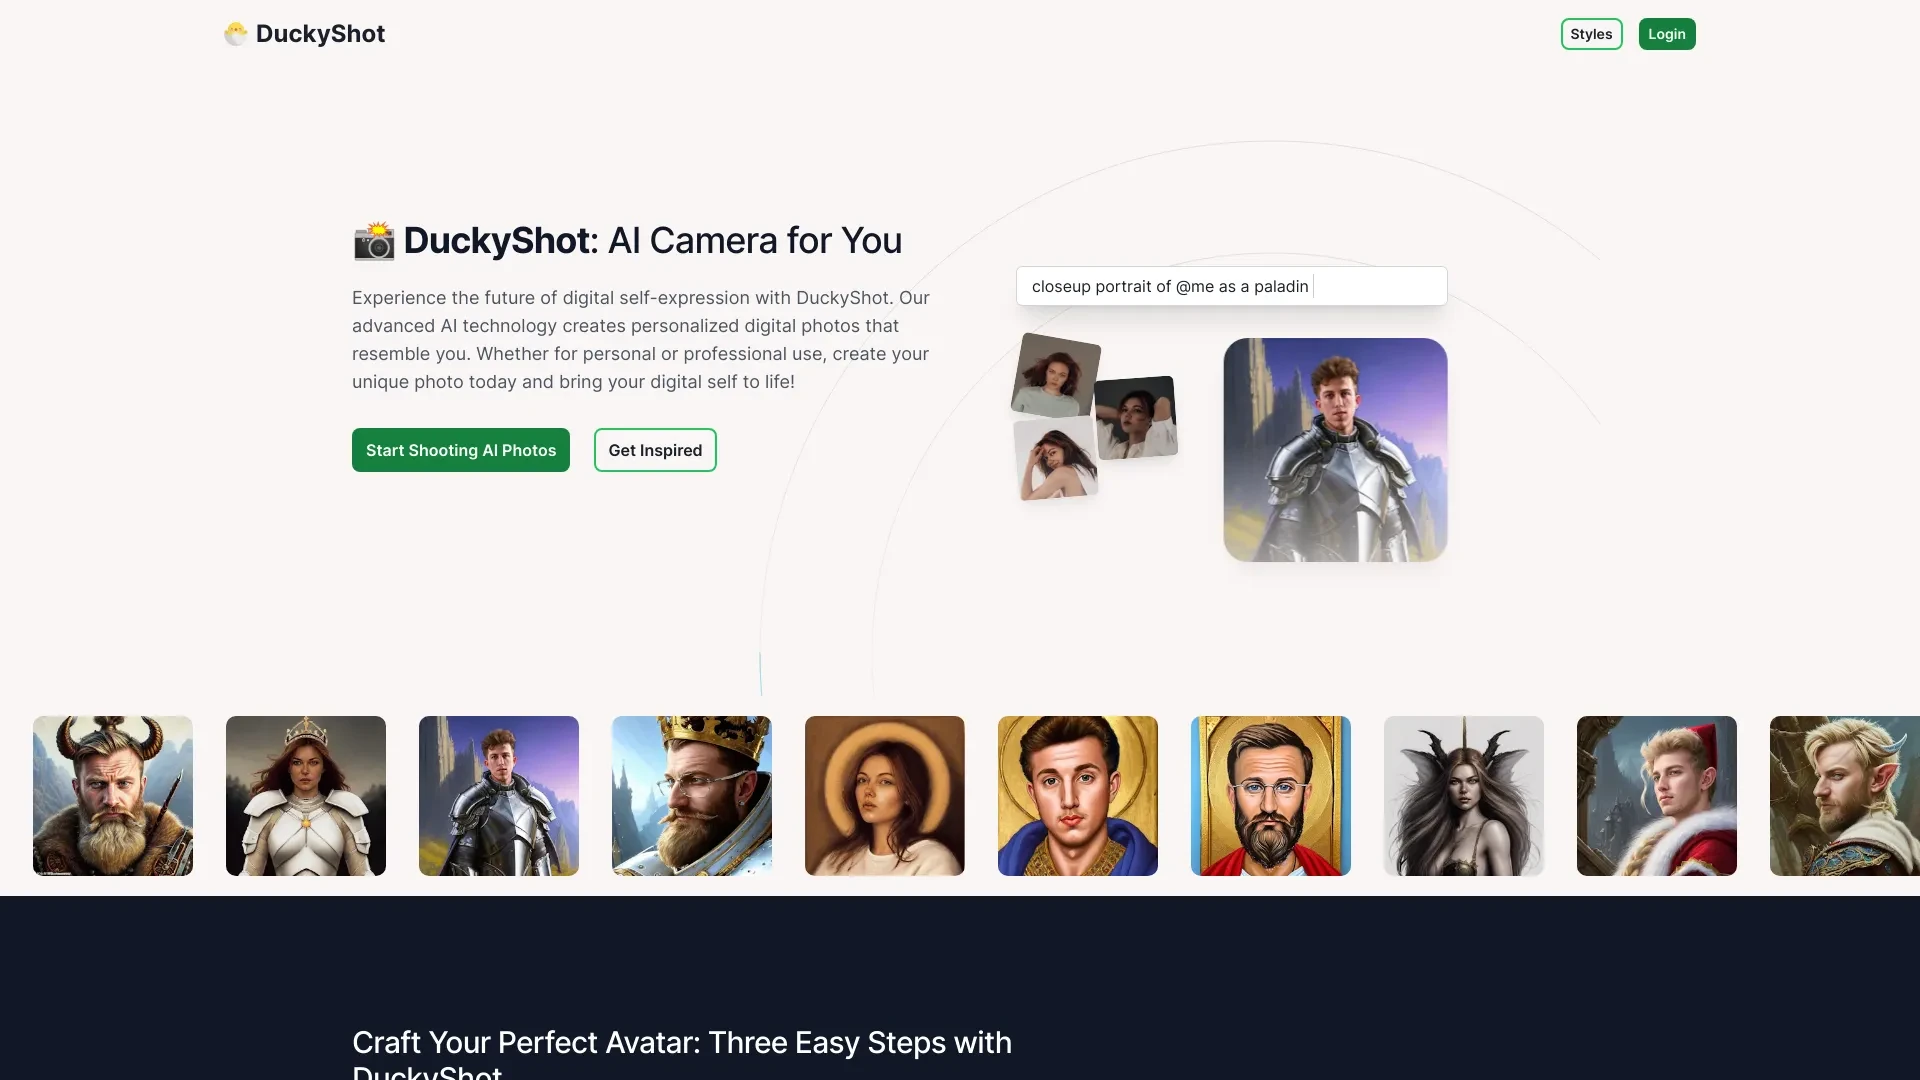 DuckyShot
Styles
Login
DuckyShot: AI Camera for You
Experience the future of digital self-expression with DuckyShot. Our
advanced AI technology creates personalized digital photos that
resemble you. Whether for personal or professional use, create your
unique photo today and bring your digital self to life!
Start Shooting AI Photos
Get Inspired
closeup portrait of @me as a paladin
Craft Your Perfect Avatar: Three Easy Steps with
DuckyShot